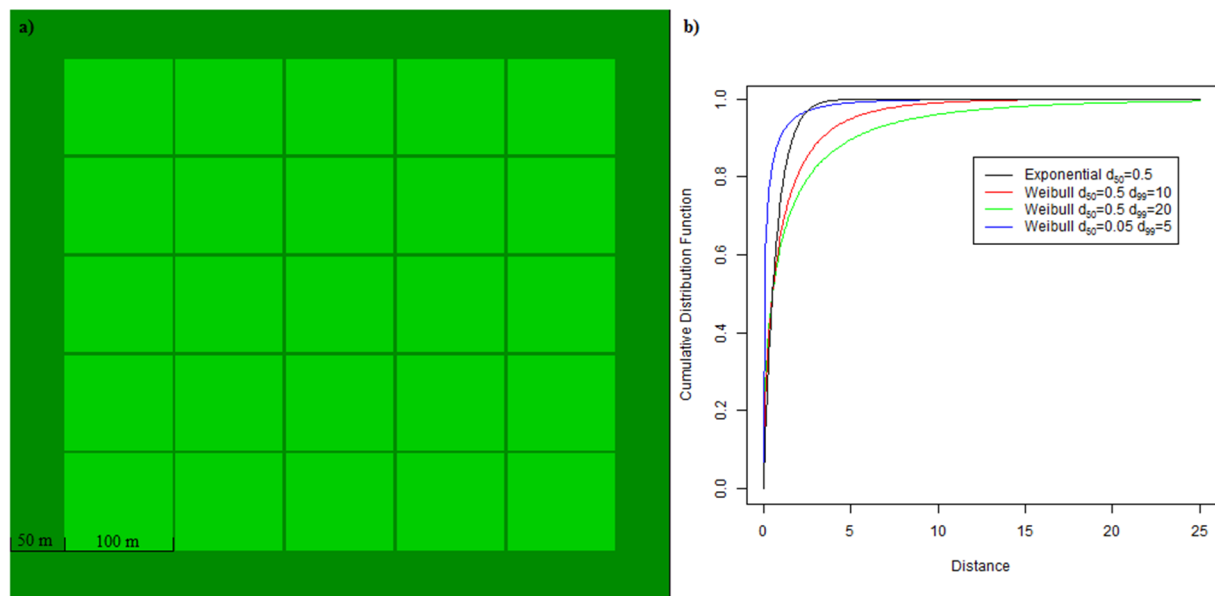 a)
50 m
100 m
b)
Cumulative Distribution Function
1.0
0.8
0.6
0.4
0.2
0.0
0
5
10
15
20
25
Distance
Exponential d₅₀=0.5
Weibull d₅₀=0.5 d₉₉=10
Weibull d₅₀=0.5 d₉₉=20
Weibull d₅₀=0.05 d₉₉=5